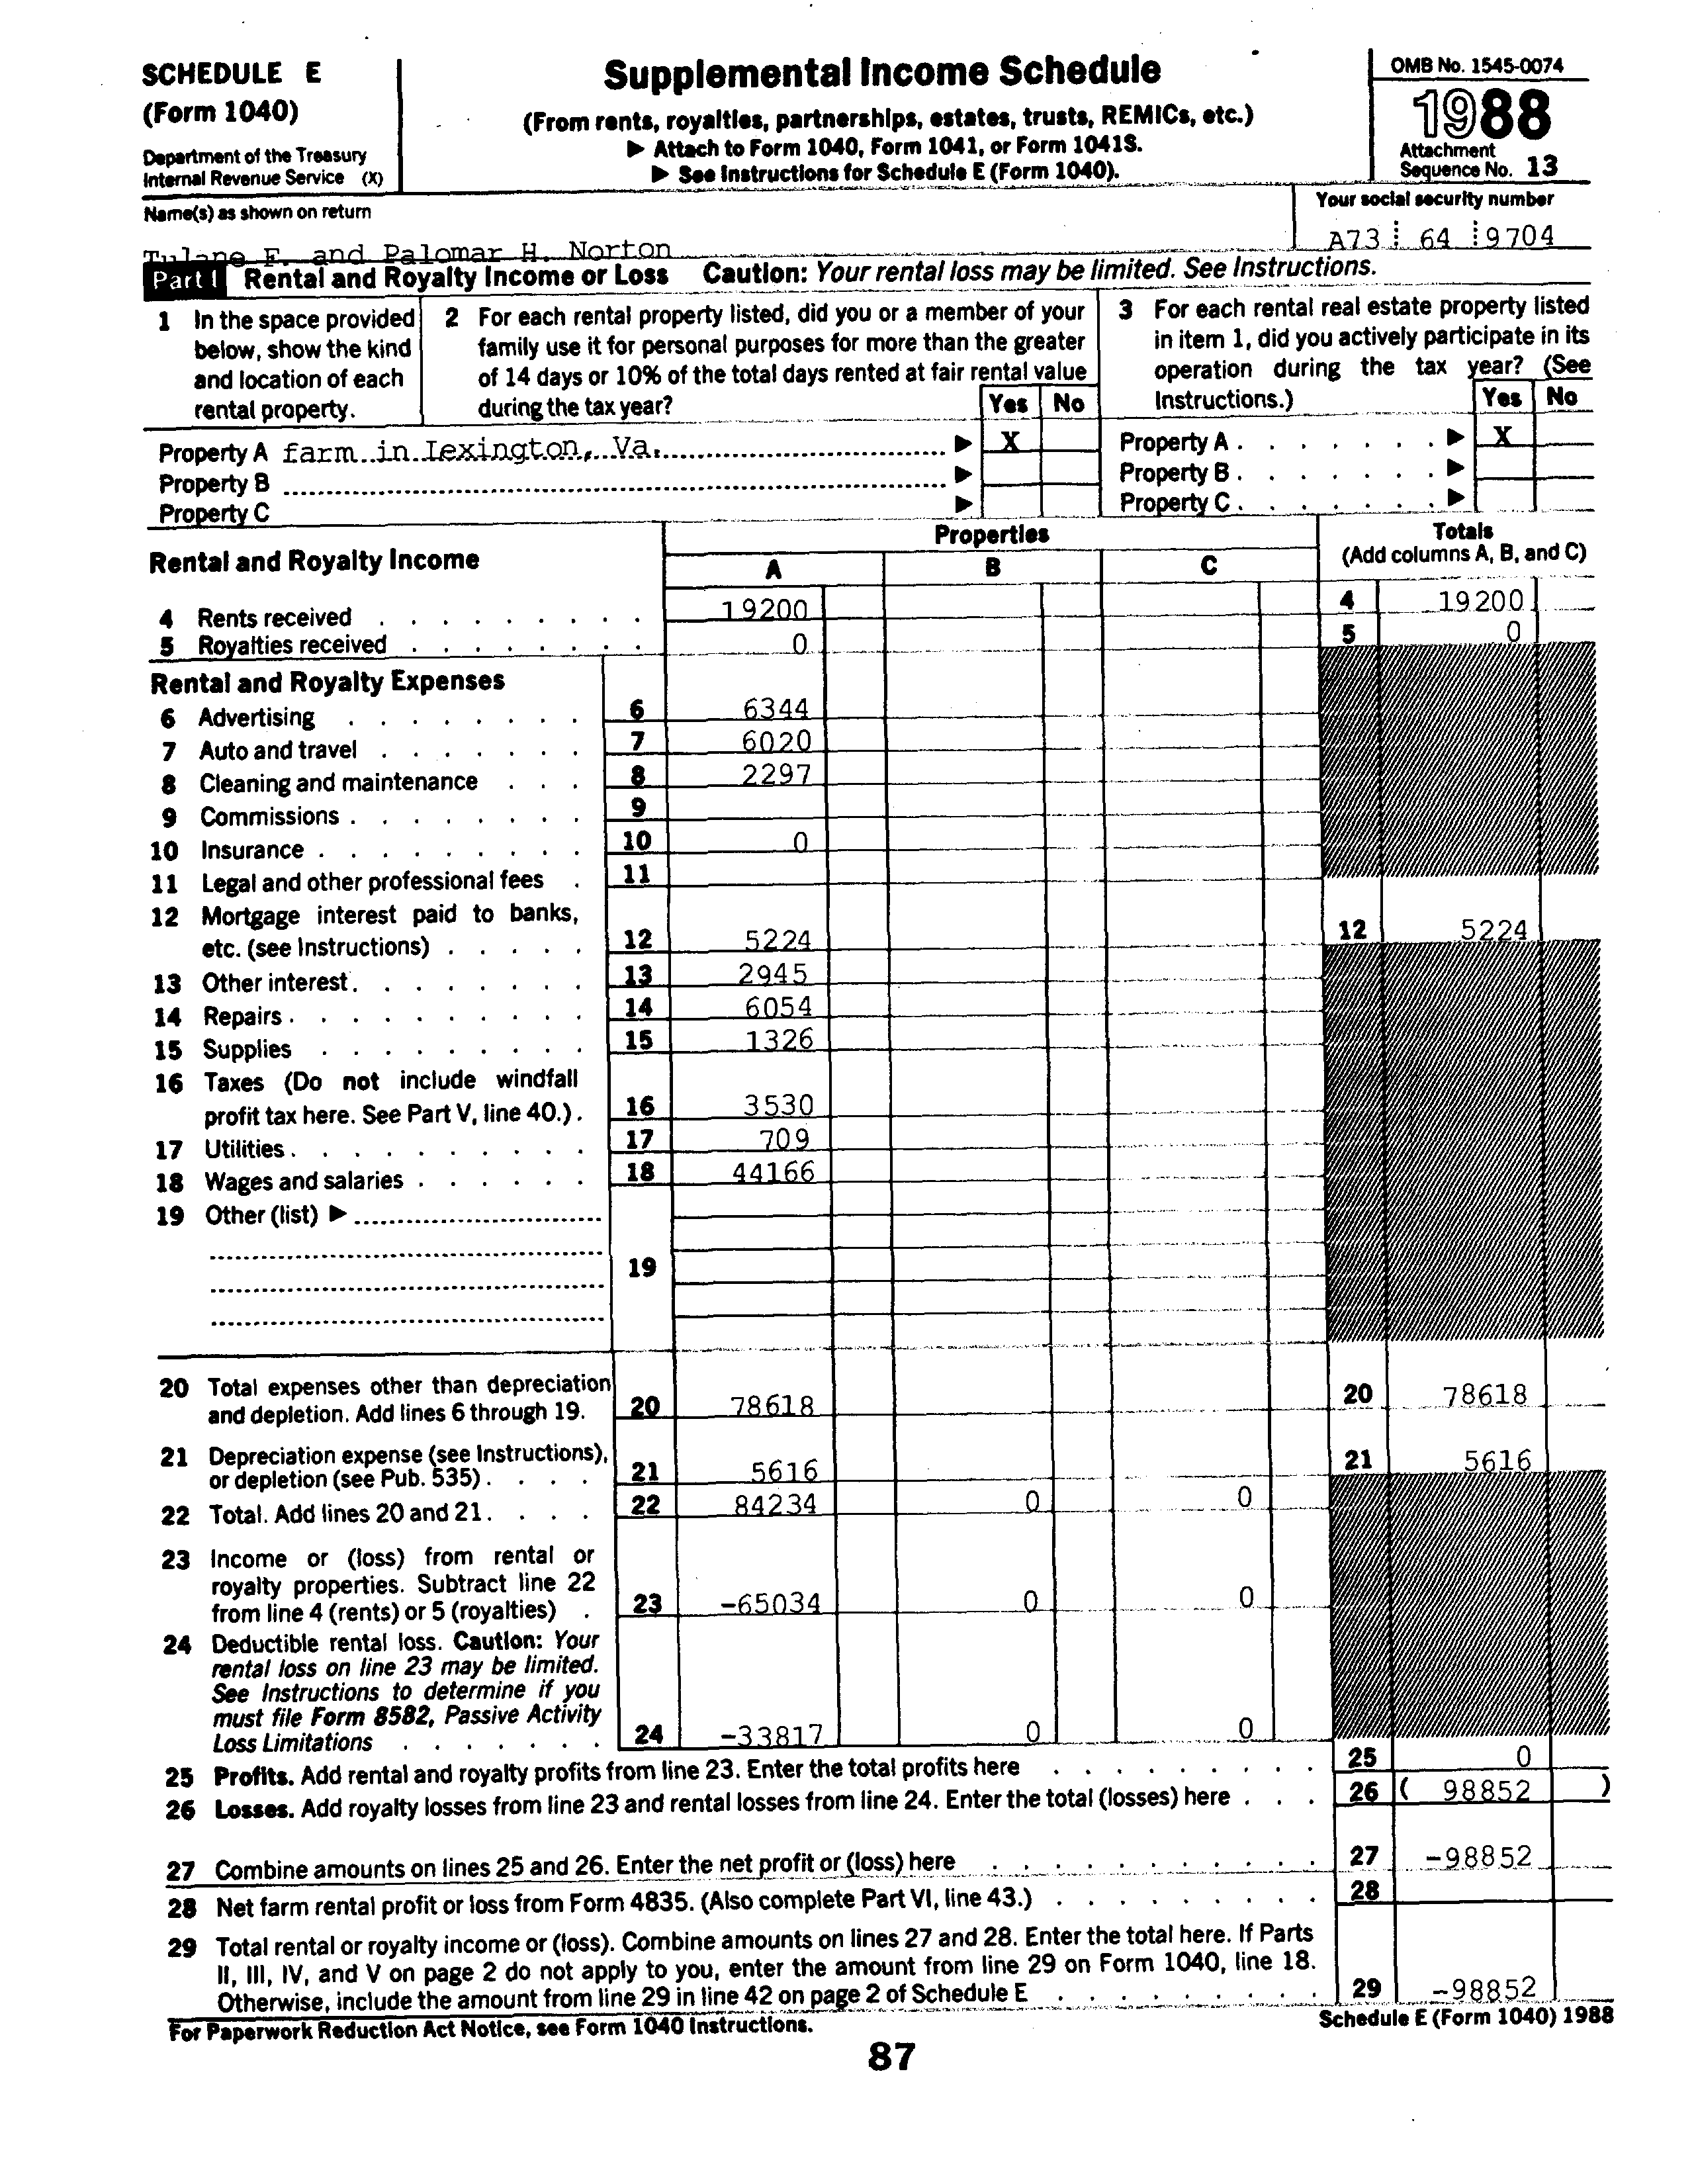 SCHEDULE E
(Form 1040)
Department of the Treasury
Internal Revenue Service (X)
Supplemental Income Schedule
(From rents, royalties, partnerships, estates, trusts, REMICs, etc.)
▶ Attach to Form 1040, Form 1041, or Form 1041S.
▶ See Instructions for Schedule E (Form 1040).
OMB No. 1545-0074
1988
Attachment
Sequence No. 13
Name(s) as shown on return
Your social security number
Tulane F. and Palomar H. Norton
A73 64 9704
Part I Rental and Royalty Income or Loss Caution: Your rental loss may be limited. See Instructions.
1 In the space provided
below, show the kind
and location of each
rental property.
2 For each rental property listed, did you or a member of your
family use it for personal purposes for more than the greater
of 14 days or 10% of the total days rented at fair rental value
during the tax year? Yes No
3 For each rental real estate property listed
in item 1, did you actively participate in its
operation during the tax year? (See
Instructions.) Yes No
Property A farm in Lexington, Va. ▶ X
Property B ▶
Property C ▶
Property A ▶ X
Property B ▶
Property C ▶
Rental and Royalty Income
Properties
A B C
Totals
(Add columns A, B, and C)
4 Rents received 19200 4 19200
5 Royalties received 0 5 0
Rental and Royalty Expenses
6 Advertising 6 6344
7 Auto and travel 7 6020
8 Cleaning and maintenance 8 2297
9 Commissions 9
10 Insurance 10 0
11 Legal and other professional fees 11
12 Mortgage interest paid to banks,
etc. (see Instructions) 12 5224 12 5224
13 Other interest 13 2945
14 Repairs 14 6054
15 Supplies 15 1326
16 Taxes (Do not include windfall
profit tax here. See Part V, line 40.) 16 3530
17 Utilities 17 709
18 Wages and salaries 18 44166
19 Other (list) ▶
19
20 Total expenses other than depreciation
and depletion. Add lines 6 through 19. 20 78618 20 78618
21 Depreciation expense (see Instructions),
or depletion (see Pub. 535) 21 5616 21 5616
22 Total. Add lines 20 and 21. 22 84234 0 0
23 Income or (loss) from rental or
royalty properties. Subtract line 22
from line 4 (rents) or 5 (royalties) 23 -65034 0 0
24 Deductible rental loss. Caution: Your
rental loss on line 23 may be limited.
See Instructions to determine if you
must file Form 8582, Passive Activity
Loss Limitations 24 -33817 0 0
25 Profits. Add rental and royalty profits from line 23. Enter the total profits here 25 0
26 Losses. Add royalty losses from line 23 and rental losses from line 24. Enter the total (losses) here 26 ( 98852 )
27 Combine amounts on lines 25 and 26. Enter the net profit or (loss) here 27 -98852
28 Net farm rental profit or loss from Form 4835. (Also complete Part VI, line 43.) 28
29 Total rental or royalty income or (loss). Combine amounts on lines 27 and 28. Enter the total here. If Parts
II, III, IV, and V on page 2 do not apply to you, enter the amount from line 29 on Form 1040, line 18.
Otherwise, include the amount from line 29 in line 42 on page 2 of Schedule E 29 -98852
For Paperwork Reduction Act Notice, see Form 1040 Instructions.
Schedule E (Form 1040) 1988
87